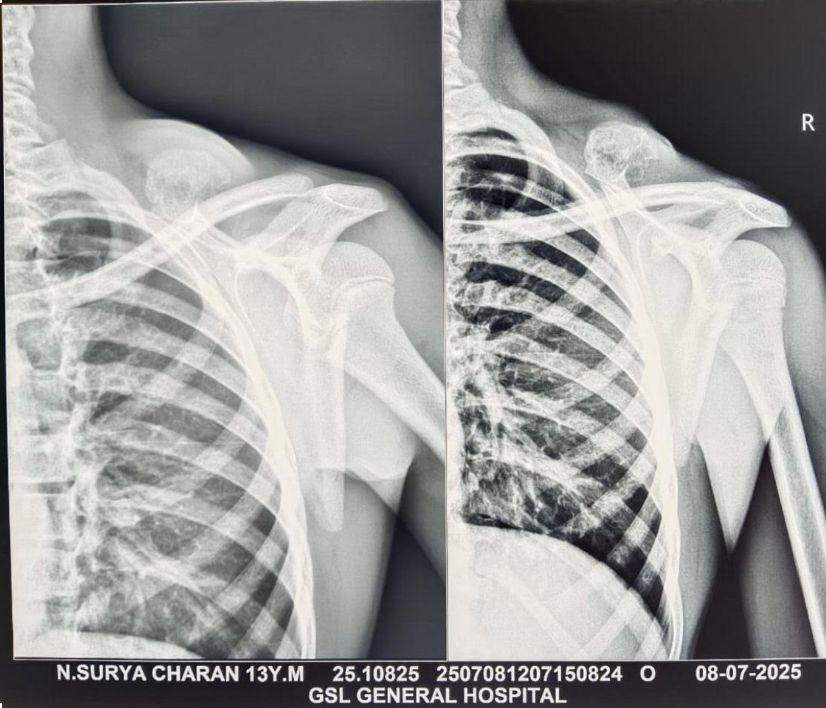 R
N.SURYA CHARAN 13Y.M 25.10825 2507081207150824 O 08-07-2025
GSL GENERAL HOSPITAL